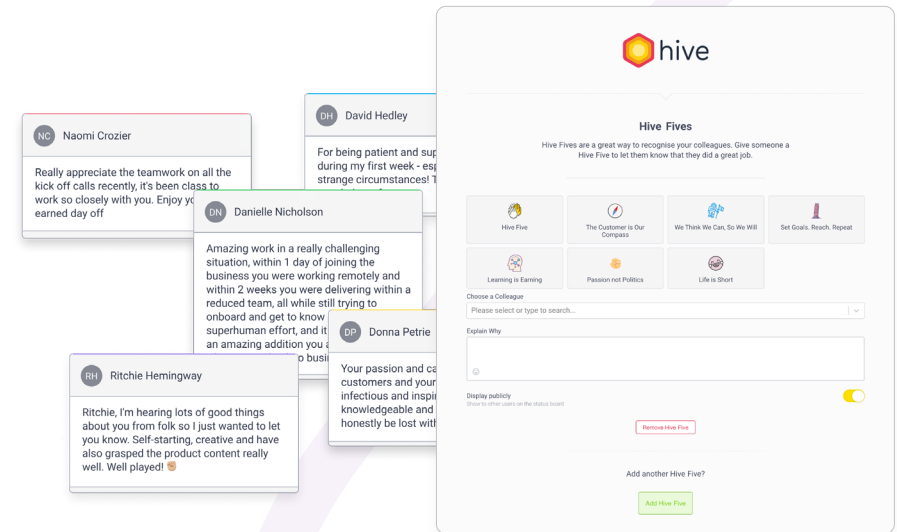 NC Naomi Crozier
Really appreciate the teamwork on all the
kick off calls recently, it's been class to
work so closely with you. Enjoy
earned day off
DH David Hedley
For being patient and
during my first week -
strange circumstances!
DN Danielle Nicholson
Amazing work in a really challenging
situation, within 1 day of joining the
business you were working remotely and
within 2 weeks you were delivering within a
reduced team, all while still trying to
onboard and get to know
superhuman effort, and it
an amazing addition you
DP Donna Petrie
Your passion and
customers and your
infectious and
knowledgeable and
honestly be lost
RH Ritchie Hemingway
Ritchie, I'm hearing lots of good things
about you from folk so I just wanted to let
you know. Self-starting, creative and have
also grasped the product content really
well. Well played!
hive
Hive Fives
Hive Fives are a great way to recognise your colleagues. Give someone a
Hive Five to let them know that they did a great job.
Hive Five
The Customer is Our
Compass
We Think We Can, So We Will
Set Goals. Reach. Repeat
Learning is Earning
Passion not Politics
Life is Short
Choose a Colleague
Please select or type to search...
Explain Why
Display publicly
Show to other users on the status board
Remove Hive Five
Add another Hive Five?
Add Hive Five